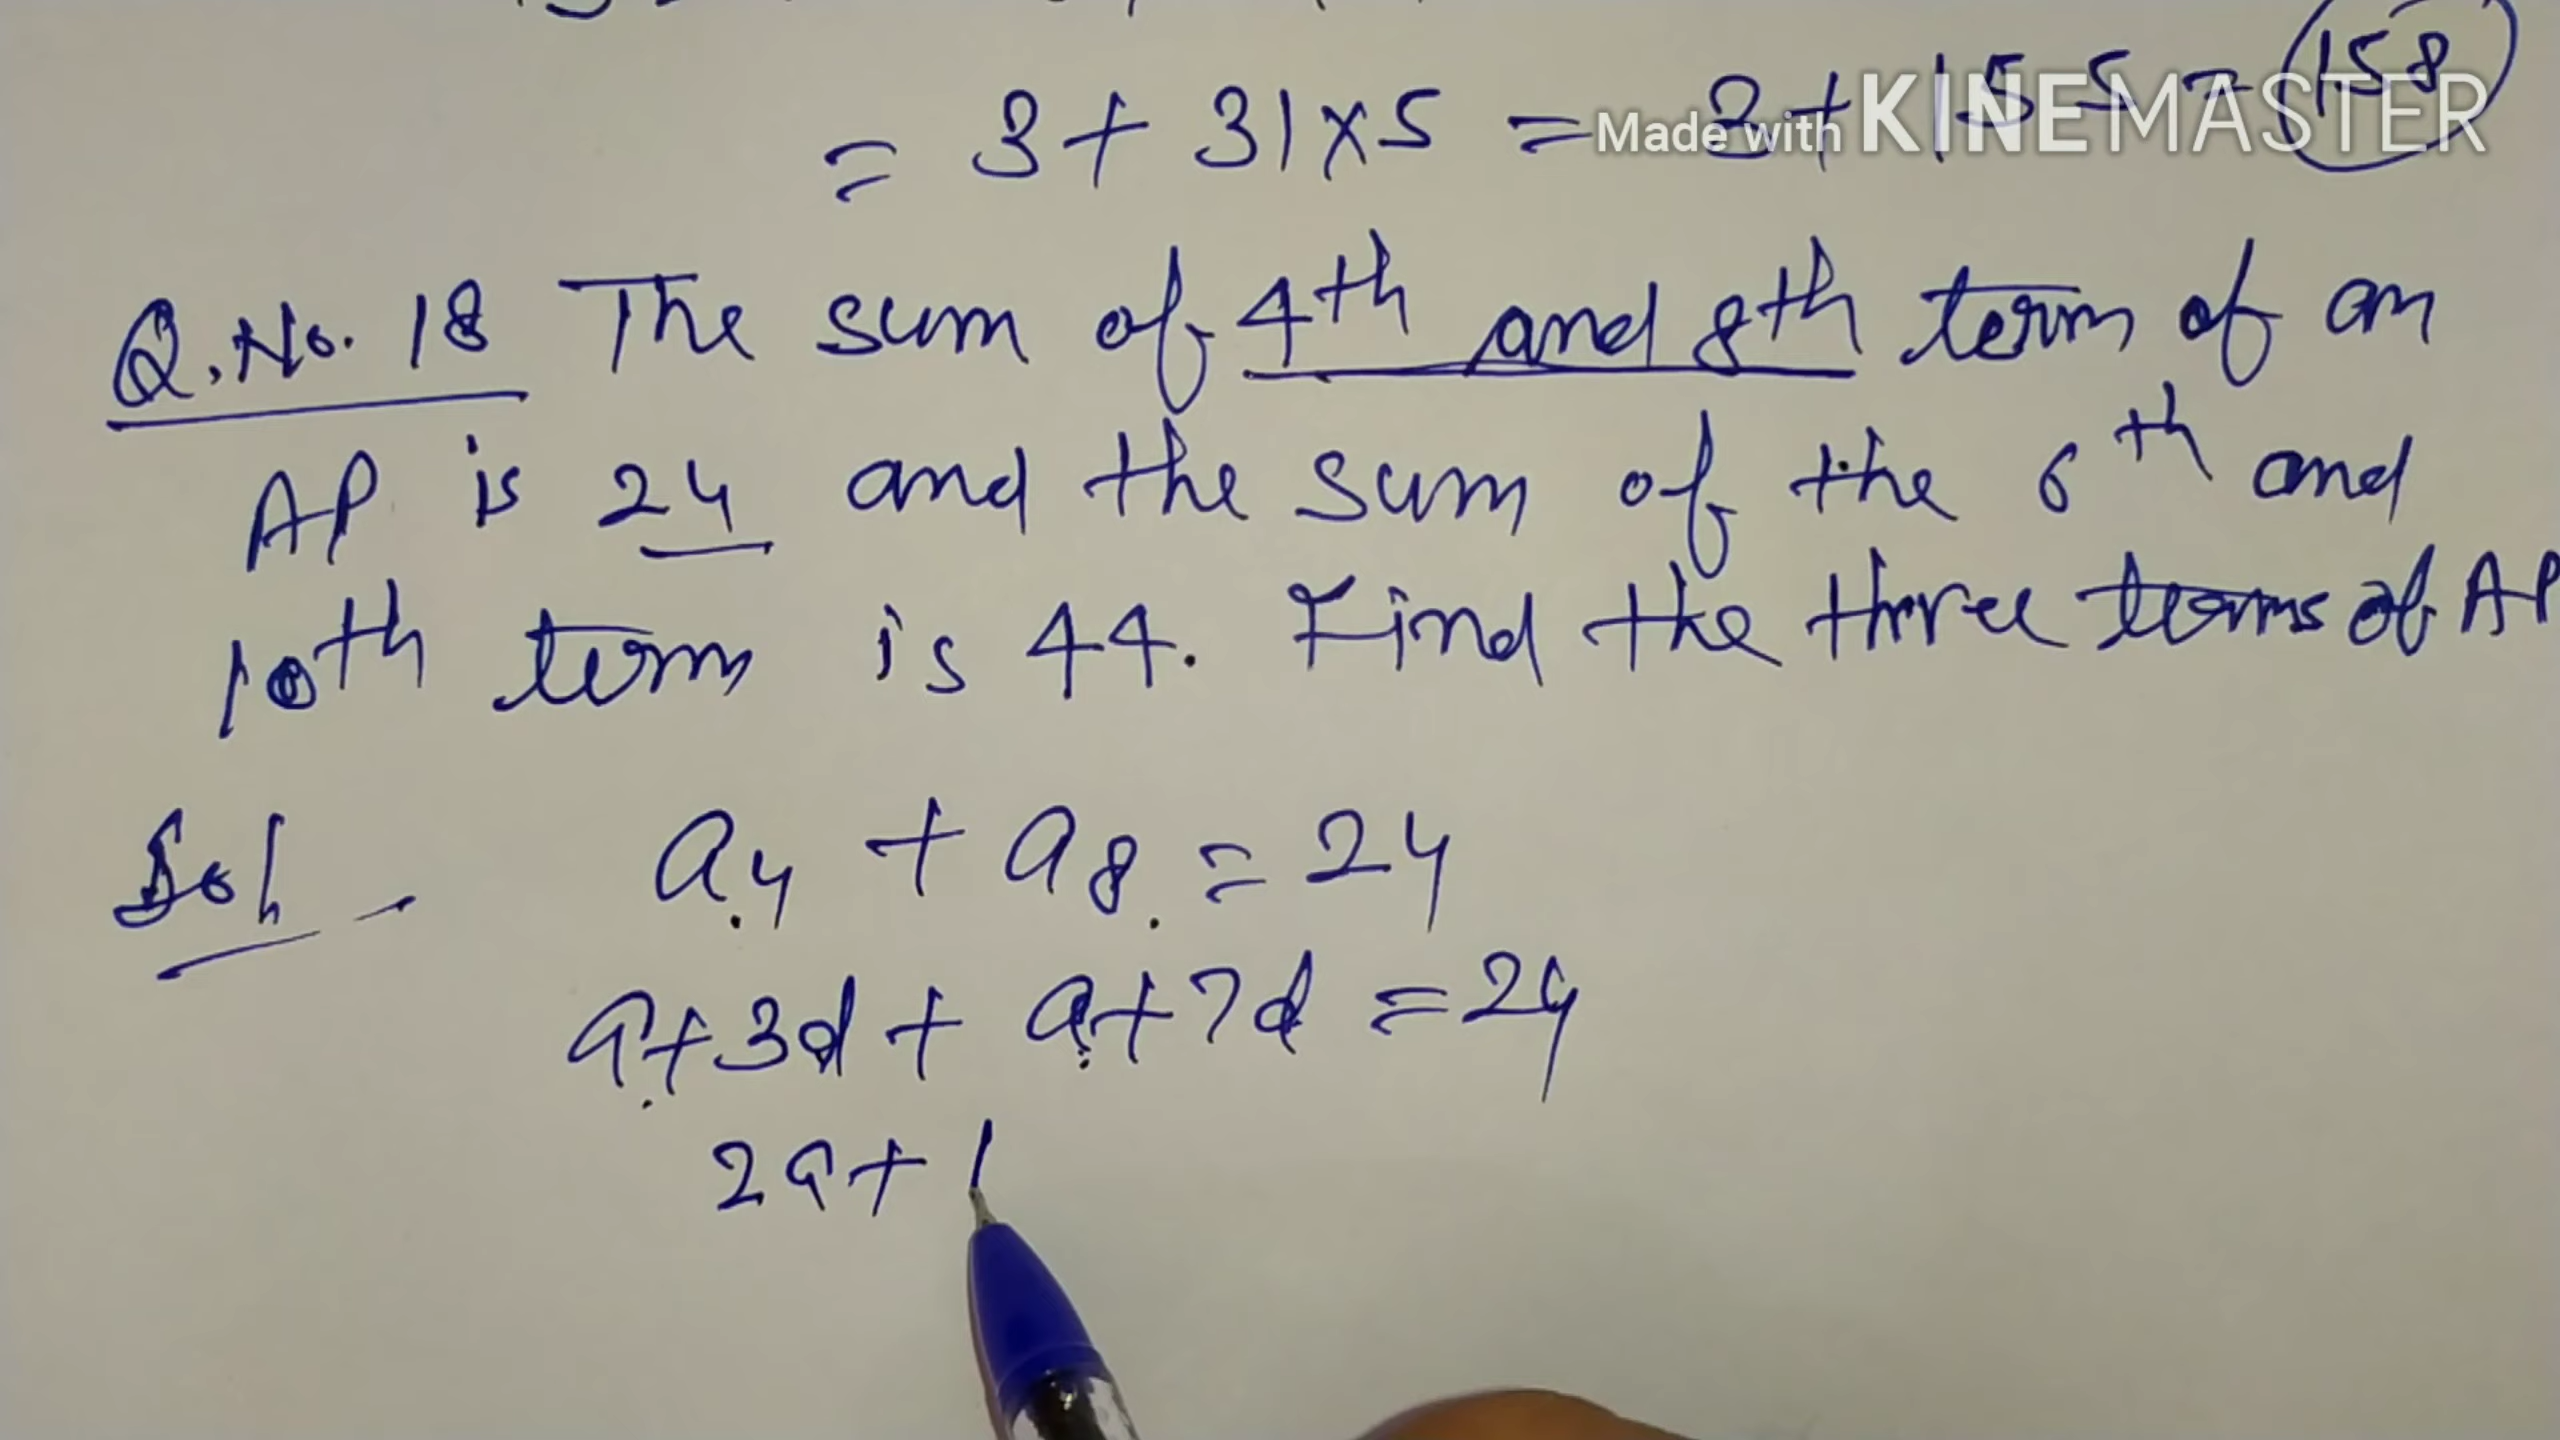 = 3 + 31 x 5 = 3 + 155 = 158
Made with KINEMASTER
Q. No. 18 The sum of 4th and 8th term of an
AP is 24 and the sum of the 6th and
10th term is 44. Find the three terms of AP
Sol -
a4 + a8 = 24
a + 3d + a + 7d = 24
2a + 1